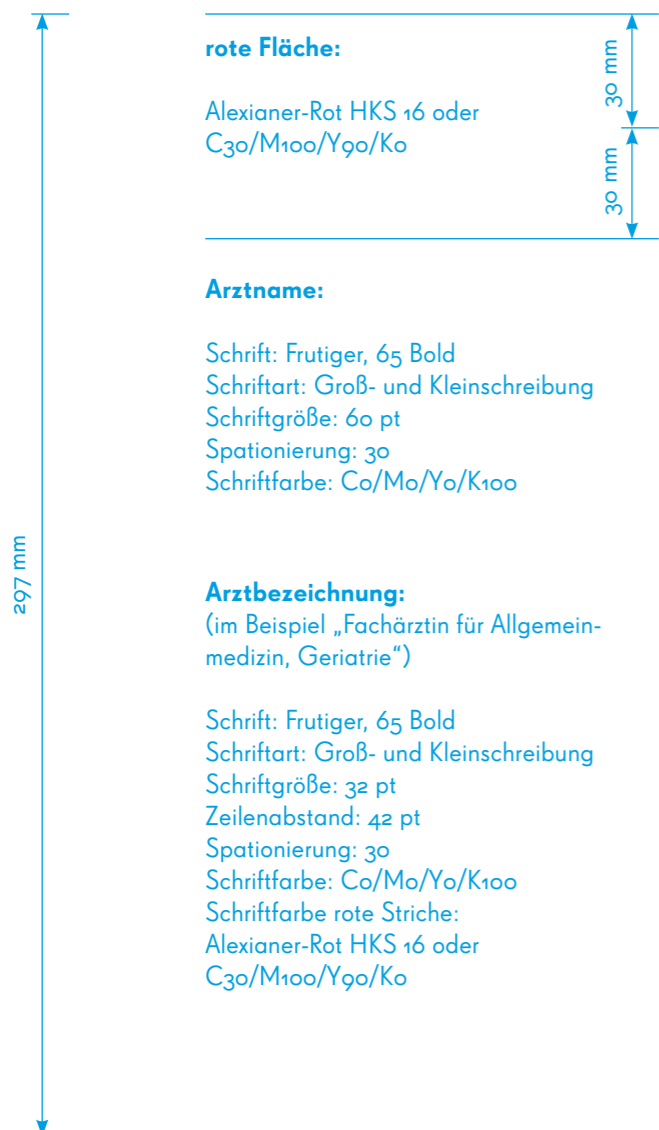 rote Fläche:
30 mm
Alexianer-Rot HKS 16 oder
C30/M100/Y90/K0
30 mm
Arztname:
Schrift: Frutiger, 65 Bold
Schriftart: Groß- und Kleinschreibung
Schriftgröße: 60 pt
Spationierung: 30
Schriftfarbe: C0/M0/Y0/K100
297 mm
Arztbezeichnung:
(im Beispiel „Fachärztin für Allgemein-
medizin, Geriatrie“)
Schrift: Frutiger, 65 Bold
Schriftart: Groß- und Kleinschreibung
Schriftgröße: 32 pt
Zeilenabstand: 42 pt
Spationierung: 30
Schriftfarbe: C0/M0/Y0/K100
Schriftfarbe rote Striche:
Alexianer-Rot HKS 16 oder
C30/M100/Y90/K0